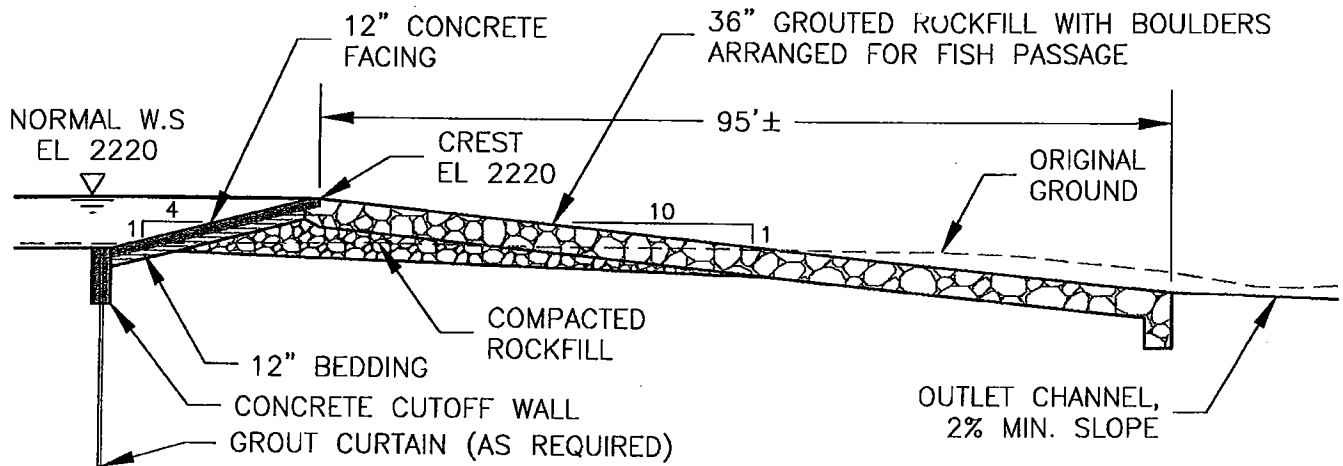 12" CONCRETE
FACING
36" GROUTED ROCKFILL WITH BOULDERS
ARRANGED FOR FISH PASSAGE
NORMAL W.S
EL 2220
95'±
CREST
EL 2220
ORIGINAL
GROUND
4
1
10
1
COMPACTED
ROCKFILL
12" BEDDING
CONCRETE CUTOFF WALL
GROUT CURTAIN (AS REQUIRED)
OUTLET CHANNEL,
2% MIN. SLOPE